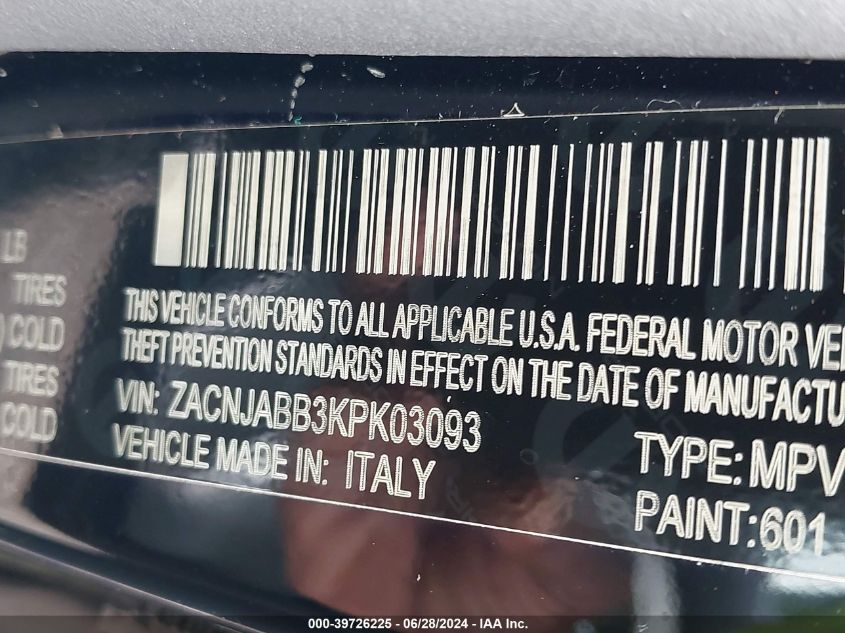 LB
TIRES
COLD
TIRES
COLD
THIS VEHICLE CONFORMS TO ALL APPLICABLE U.S.A. FEDERAL MOTOR VE
THEFT PREVENTION STANDARDS IN EFFECT ON THE DATE OF MANUFACTU
VIN: ZACNJABB3KPK03093
VEHICLE MADE IN: ITALY
TYPE: MPV
PAINT:601
000-39726225 - 06/28/2024 - IAA Inc.